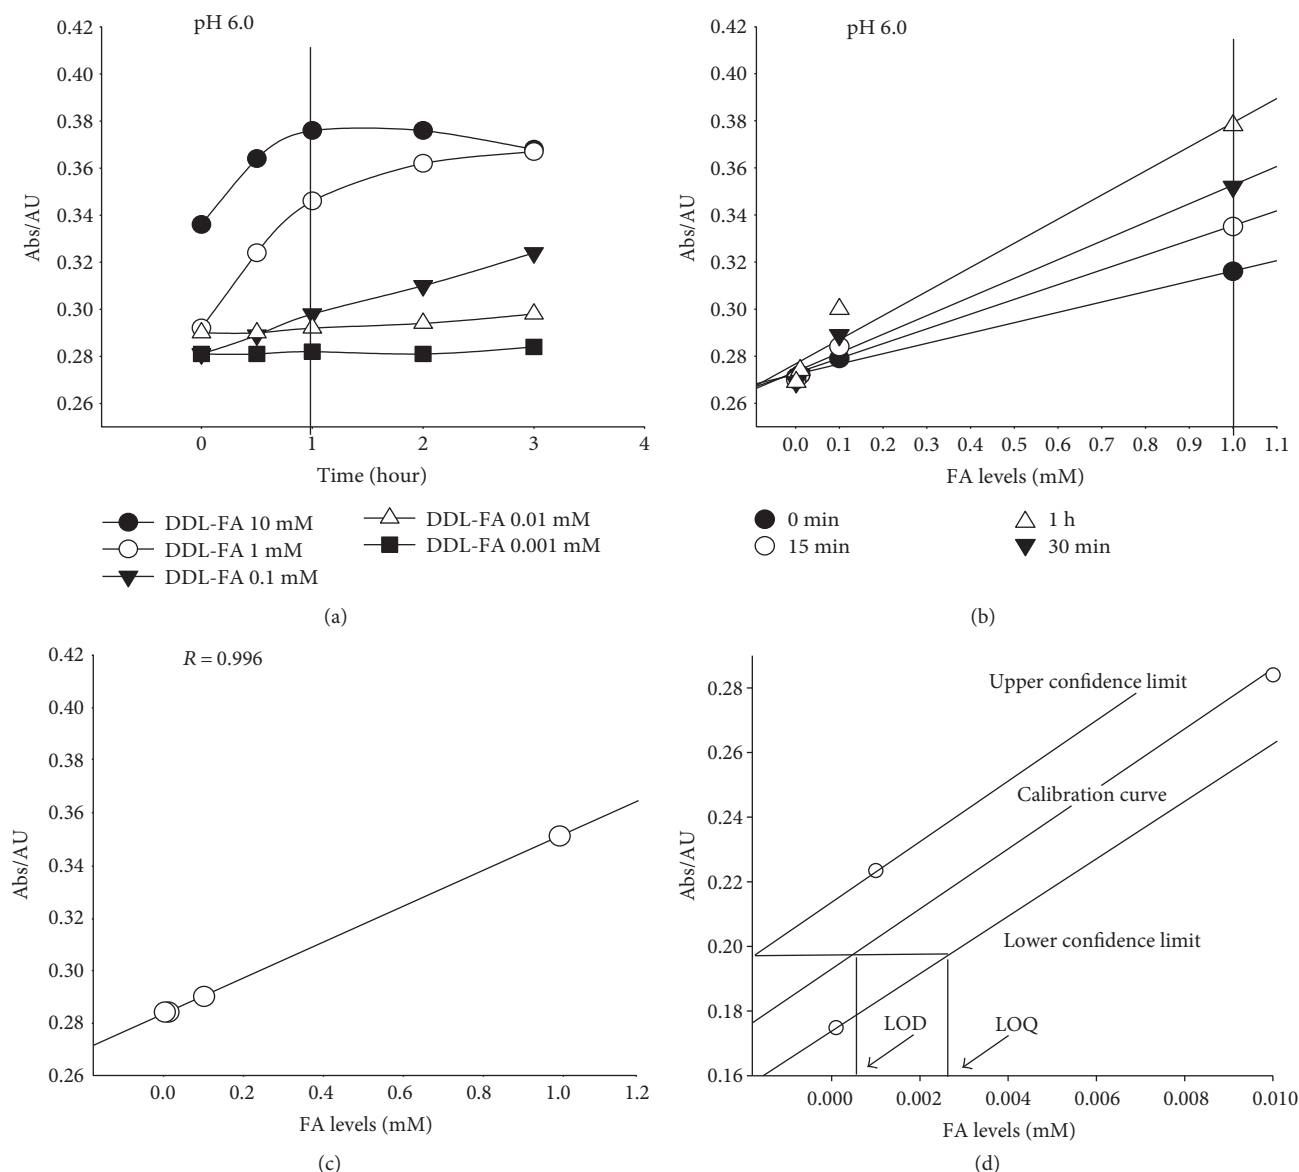 pH 6.0
0.42
0.40
0.38
0.36
0.34
0.32
0.30
0.28
0.26
Abs/AU
0 1 2 3 4
Time (hour)
DDL-FA 10 mM
DDL-FA 1 mM
DDL-FA 0.1 mM
DDL-FA 0.01 mM
DDL-FA 0.001 mM
(a)
pH 6.0
0.42
0.40
0.38
0.36
0.34
0.32
0.30
0.28
0.26
Abs/AU
0.0 0.1 0.2 0.3 0.4 0.5 0.6 0.7 0.8 0.9 1.0 1.1
FA levels (mM)
0 min
15 min
1 h
30 min
(b)
R = 0.996
0.42
0.40
0.38
0.36
0.34
0.32
0.30
0.28
0.26
Abs/AU
0.0 0.2 0.4 0.6 0.8 1.0 1.2
FA levels (mM)
(c)
0.28
0.26
0.24
0.22
0.20
0.18
0.16
Abs/AU
Upper confidence limit
Calibration curve
Lower confidence limit
LOD
LOQ
0.000 0.002 0.004 0.006 0.008 0.010
FA levels (mM)
(d)